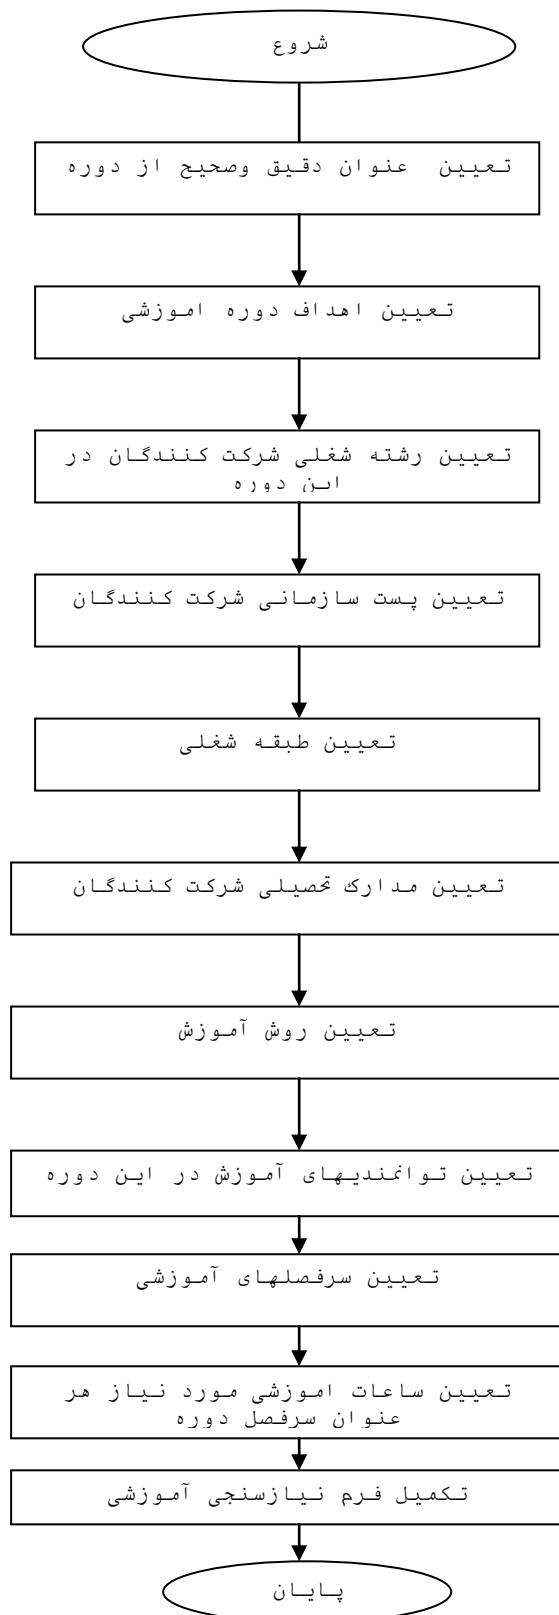 شروع
تعیین عنوان دقیق وصحیح از دوره
تعیین اهداف دوره اموزشی
تعیین رشته شغلی شرکت کنندگان در
این دوره
تعیین پست سازمانی شرکت کنندگان
تعیین طبقه شغلی
تعیین مدارك تحصیلی شرکت کنندگان
تعیین روش آموزش
تعیین توانمندیهای آموزش در این دوره
تعیین سرفصلهای آموزشی
تعیین ساعات اموزشی مورد نیاز هر
عنوان سرفصل دوره
تکمیل فرم نیازسنجی آموزشی
پایان